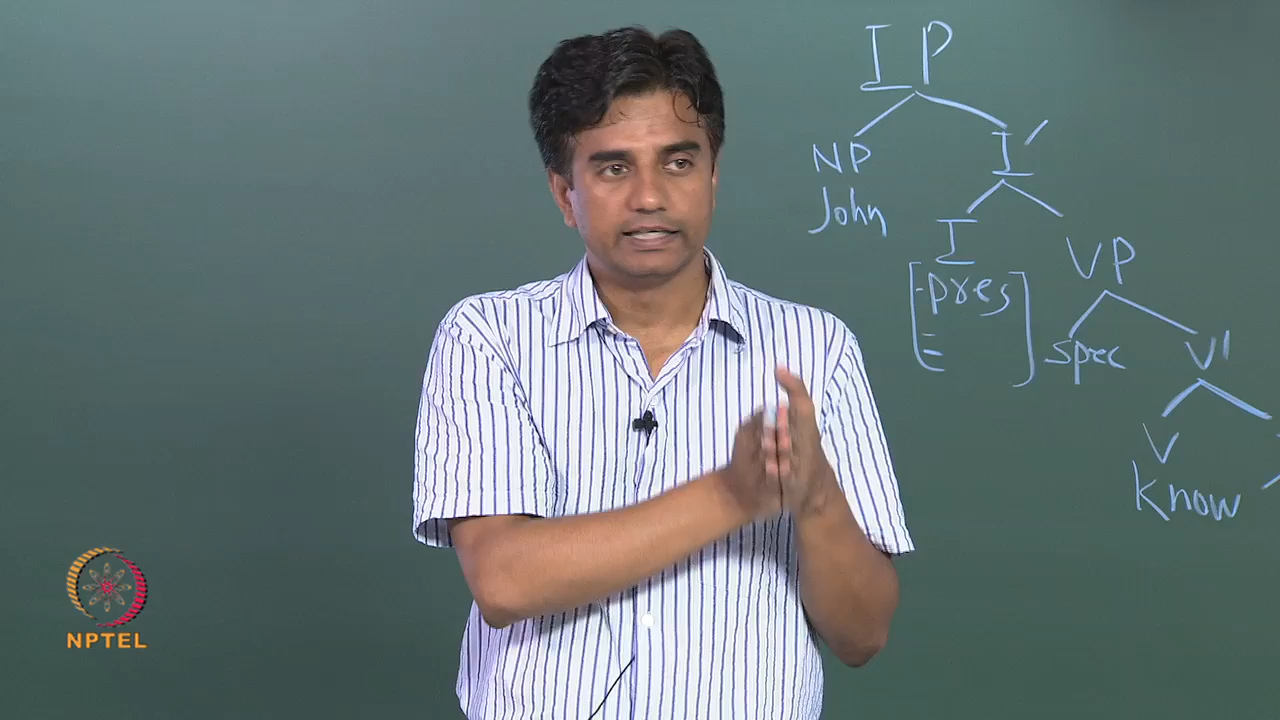 IP
NP I′
John
I VP
[-pres
=] spec V'
V
Know
NPTEL